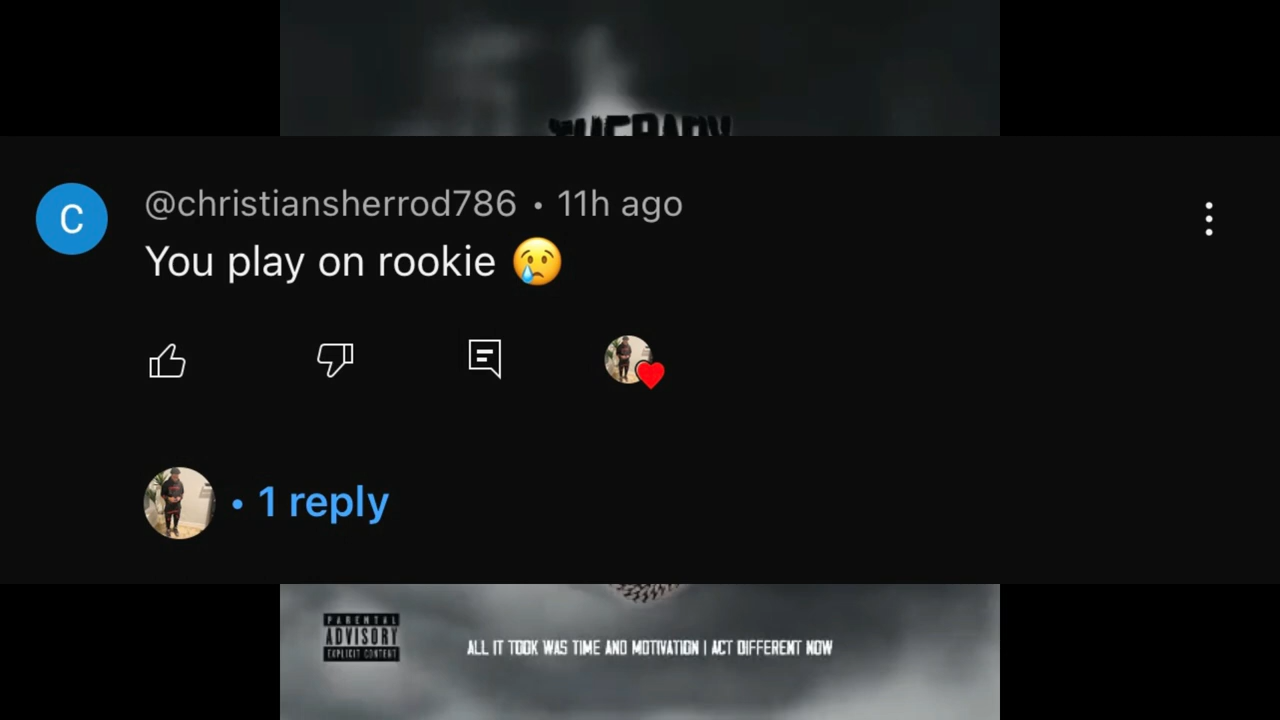 C
@christiansherrod786 • 11h ago
You play on rookie 😢
• 1 reply
PARENTAL
ADVISORY
EXPLICIT CONTENT
ALL IT TOOK WAS TIME AND MOTIVATION | ACT DIFFERENT NOW